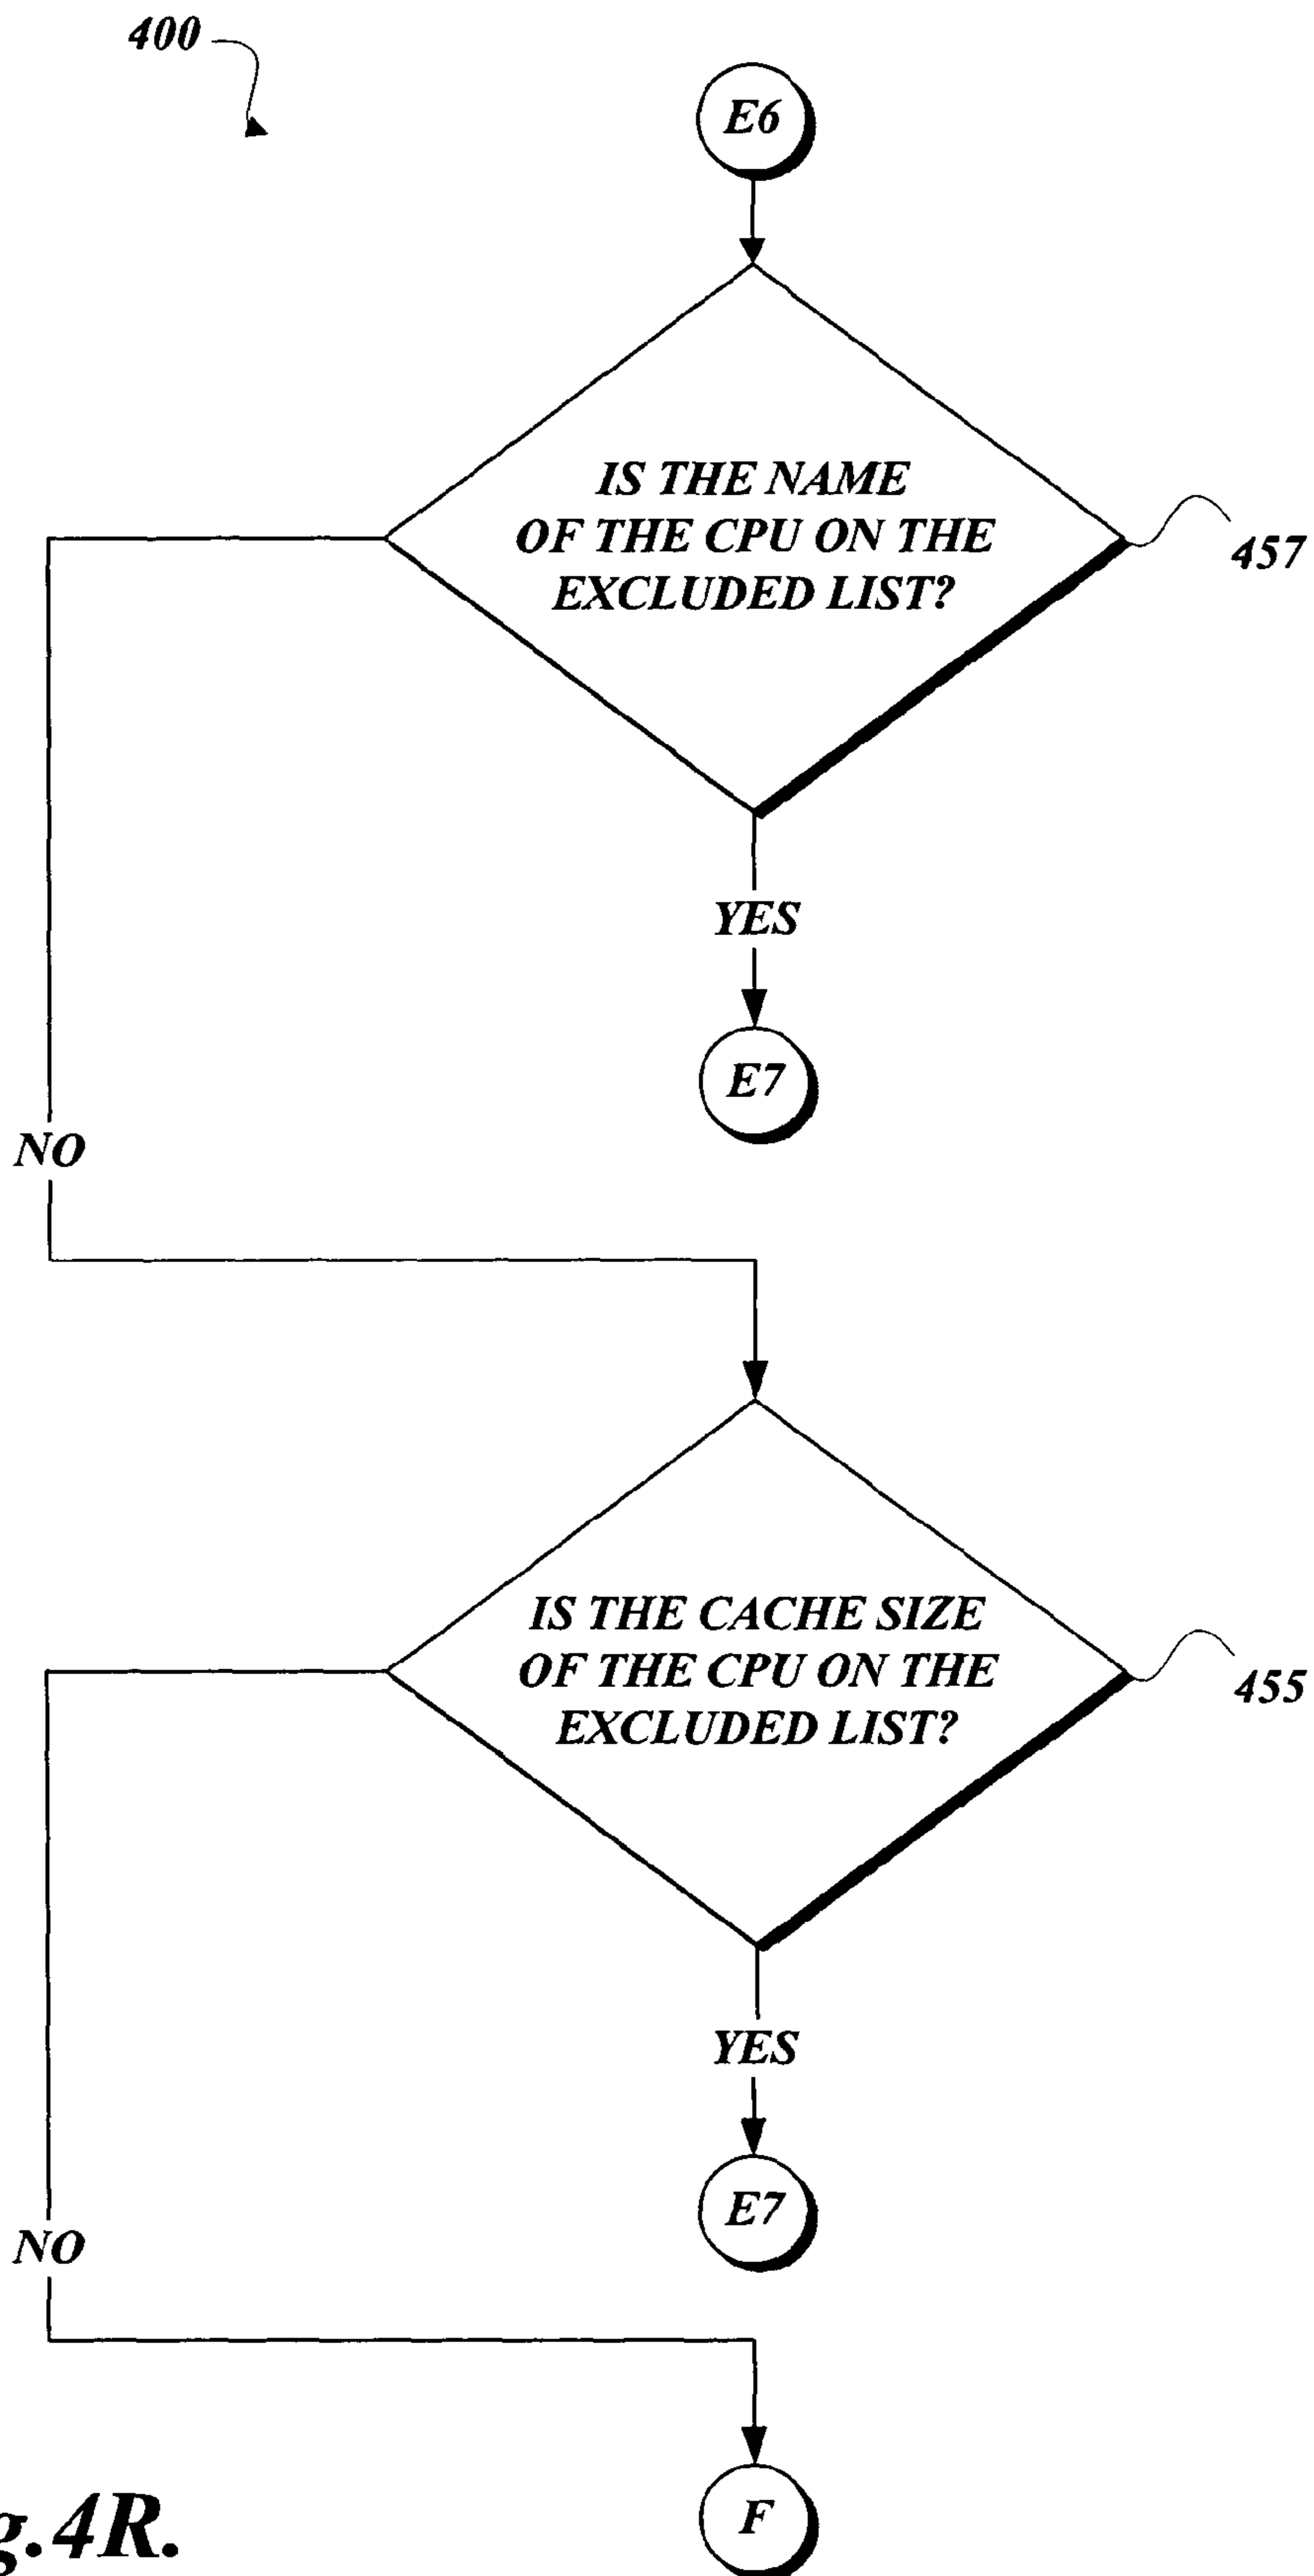 400
E6
IS THE NAME
OF THE CPU ON THE
EXCLUDED LIST?
457
YES
E7
NO
IS THE CACHE SIZE
OF THE CPU ON THE
EXCLUDED LIST?
455
YES
E7
NO
F
g.4R.